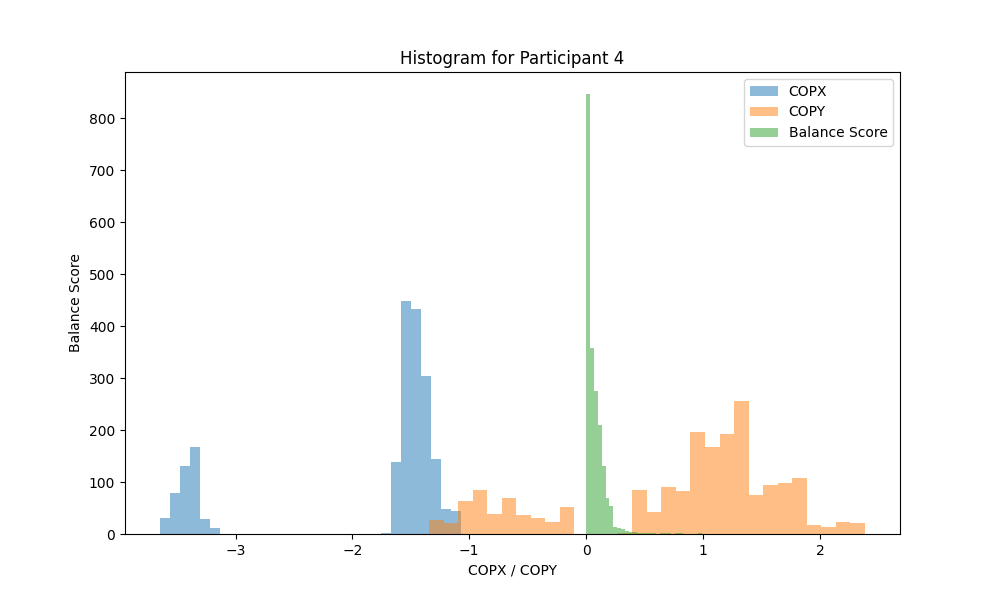 Histogram for Participant 4
COPX
COPY
Balance Score
800
700
600
500
400
300
200
100
0
Balance Score
−3
−2
−1
0
1
2
COPX / COPY